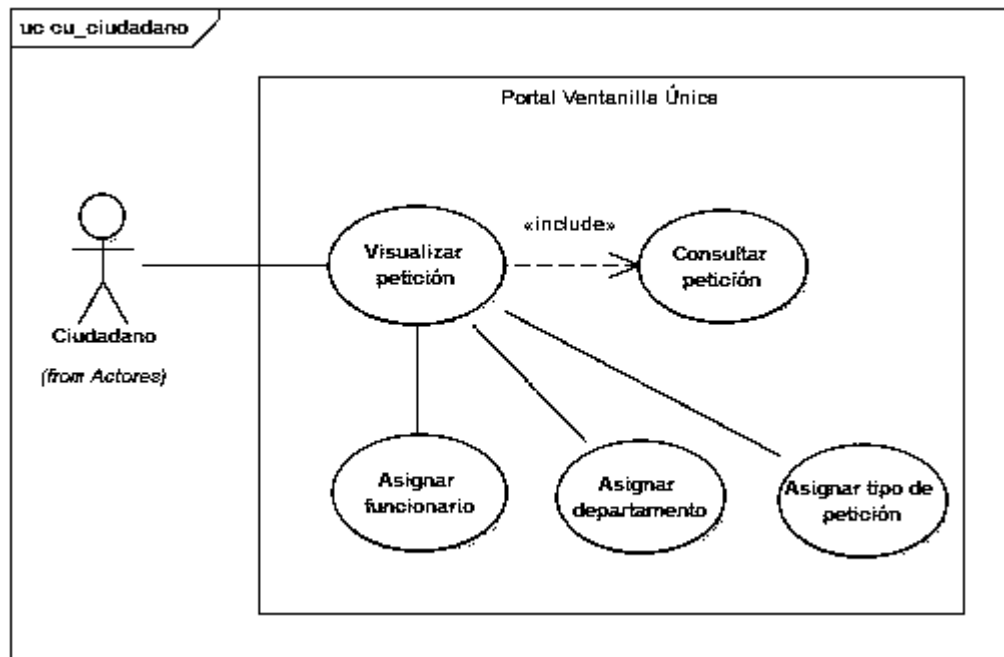 uc cu_ciudadano
Portal Ventanilla Única
«include»
Visualizar
petición
Consultar
petición
Ciudadano
(from Actores)
Asignar
funcionario
Asignar
departamento
Asignar tipo de
petición